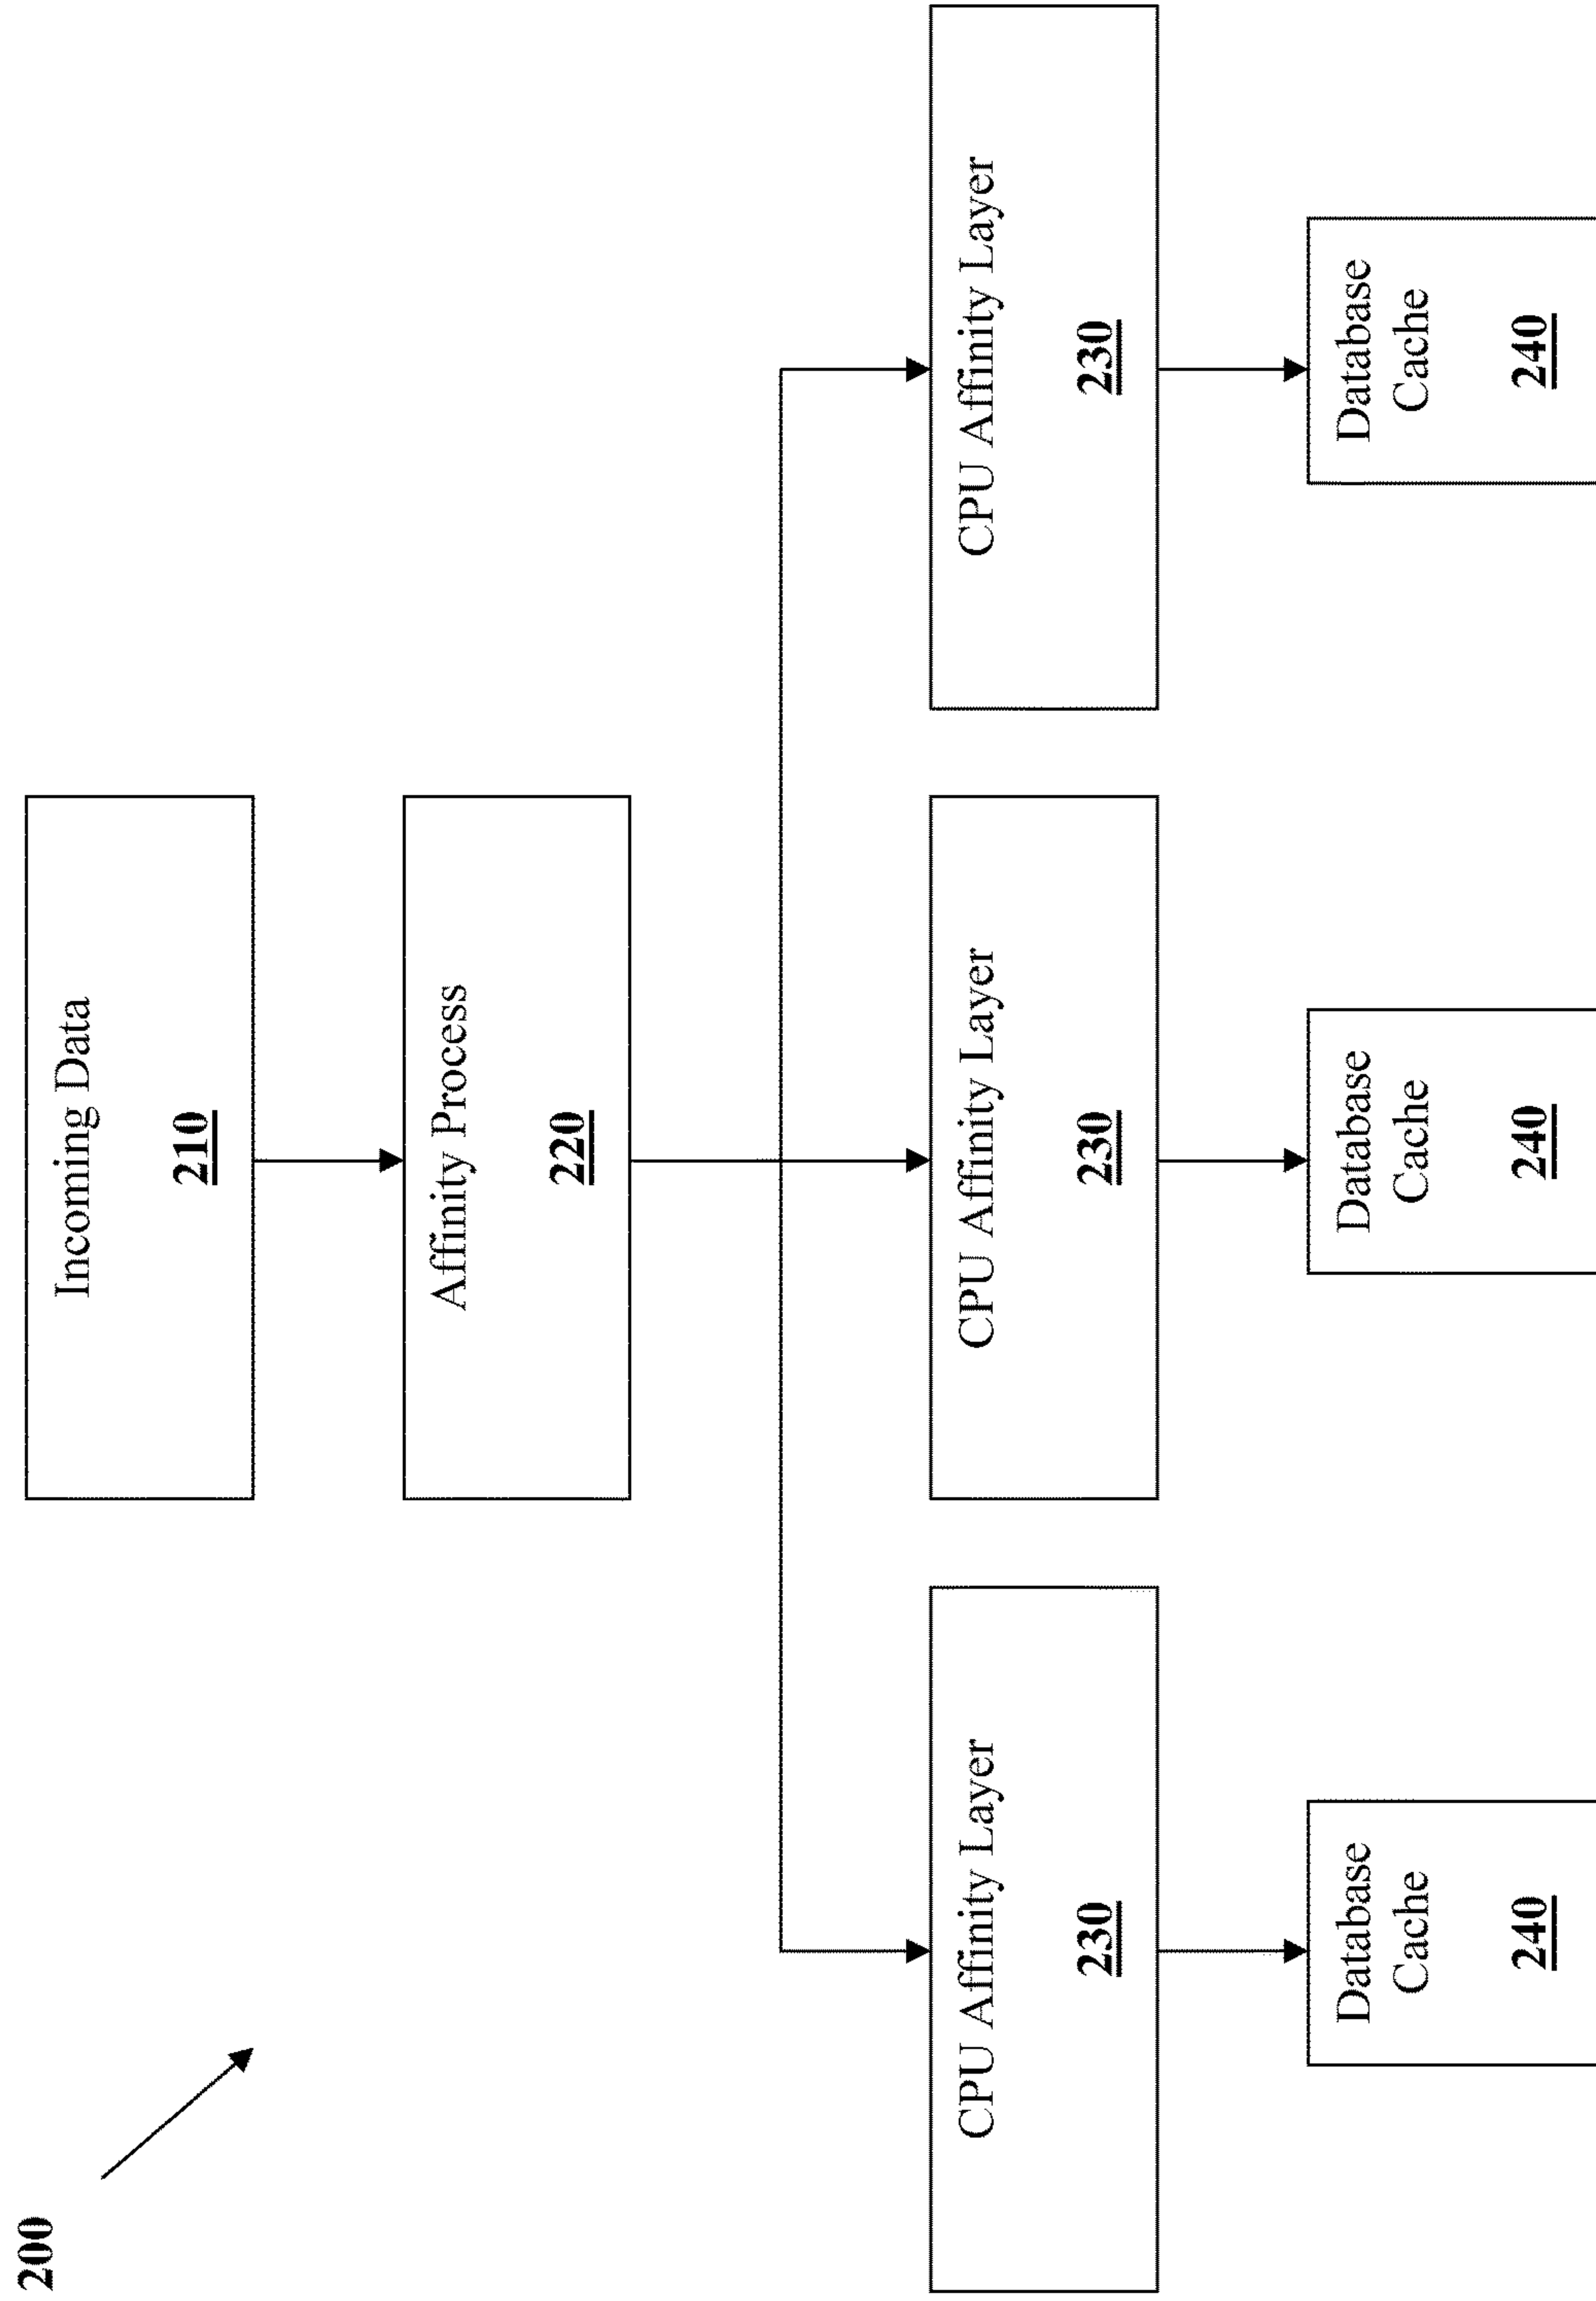 200
Incoming Data
210
Affinity Process
220
CPU Affinity Layer
230
CPU Affinity Layer
230
CPU Affinity Layer
230
Database
Cache
240
Database
Cache
240
Database
Cache
240